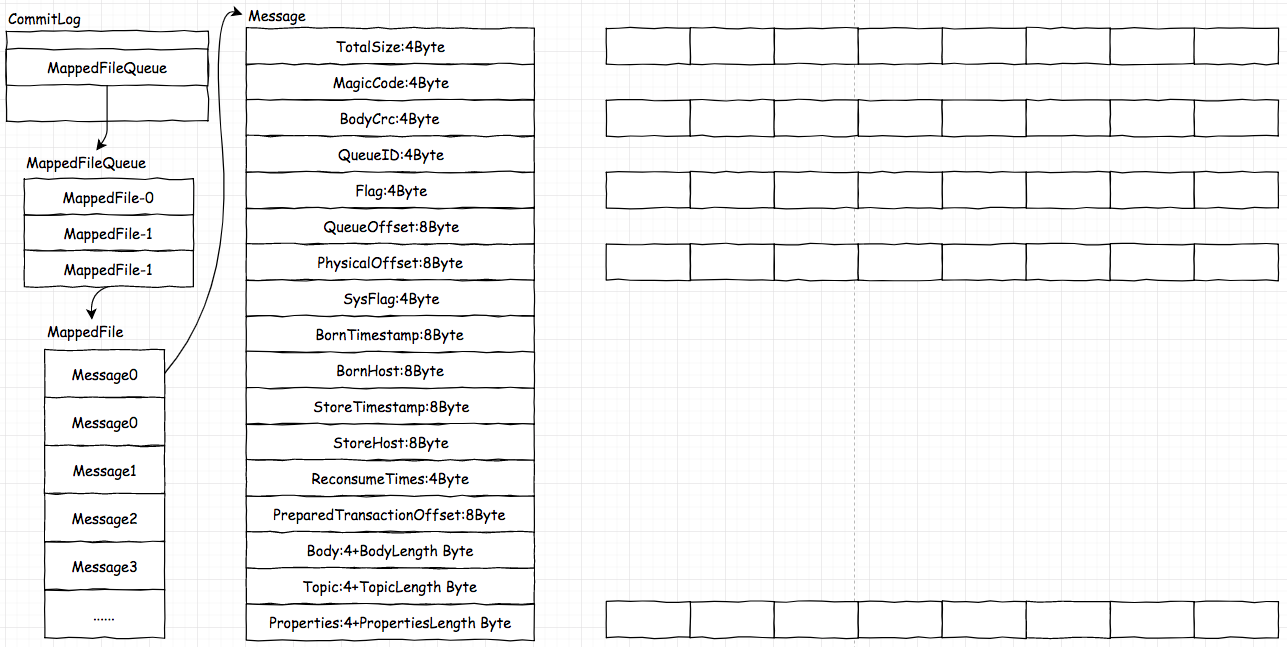 CommitLog
MappedFileQueue
MappedFileQueue
MappedFile-0
MappedFile-1
MappedFile-1
MappedFile
Message0
Message0
Message1
Message2
Message3
......
Message
TotalSize:4Byte
MagicCode:4Byte
BodyCrc:4Byte
QueueID:4Byte
Flag:4Byte
QueueOffset:8Byte
PhysicalOffset:8Byte
SysFlag:4Byte
BornTimestamp:8Byte
BornHost:8Byte
StoreTimestamp:8Byte
StoreHost:8Byte
ReconsumeTimes:4Byte
PreparedTransactionOffset:8Byte
Body:4+BodyLength Byte
Topic:4+TopicLength Byte
Properties:4+PropertiesLength Byte